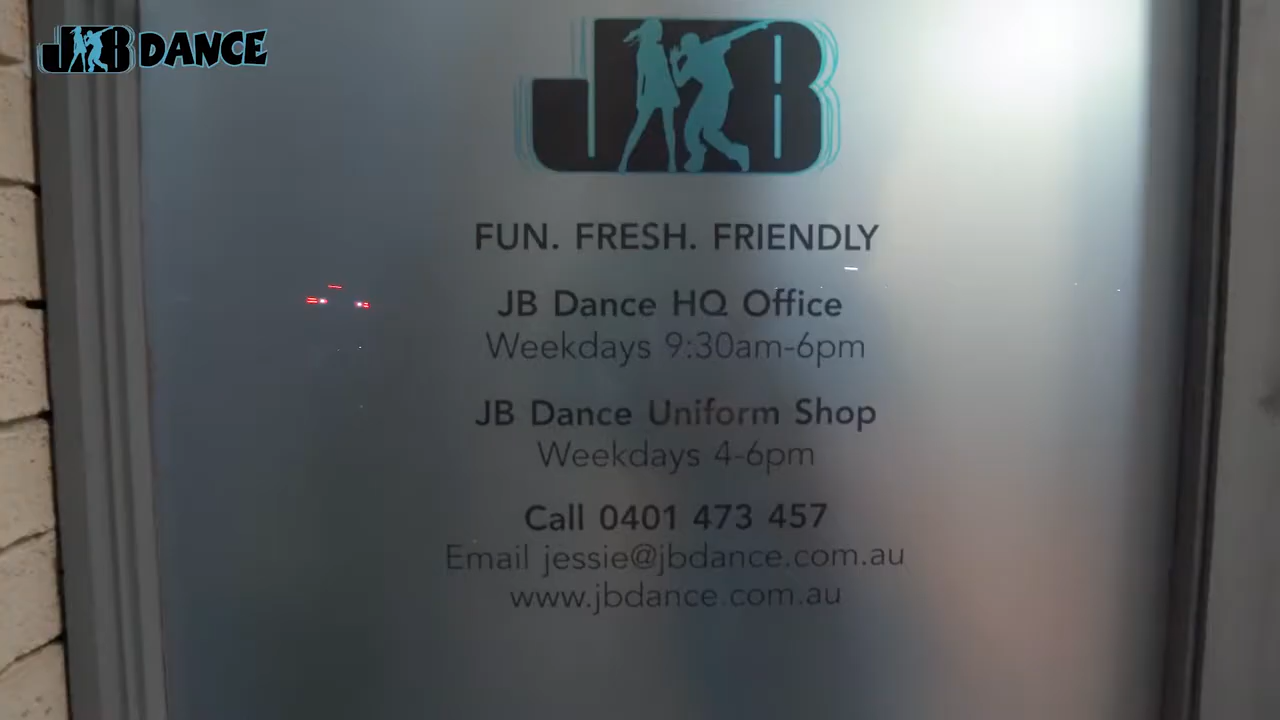 JB DANCE
JB
FUN. FRESH. FRIENDLY
JB Dance HQ Office
Weekdays 9:30am-6pm
JB Dance Uniform Shop
Weekdays 4-6pm
Call 0401 473 457
Email jessie@jbdance.com.au
www.jbdance.com.au